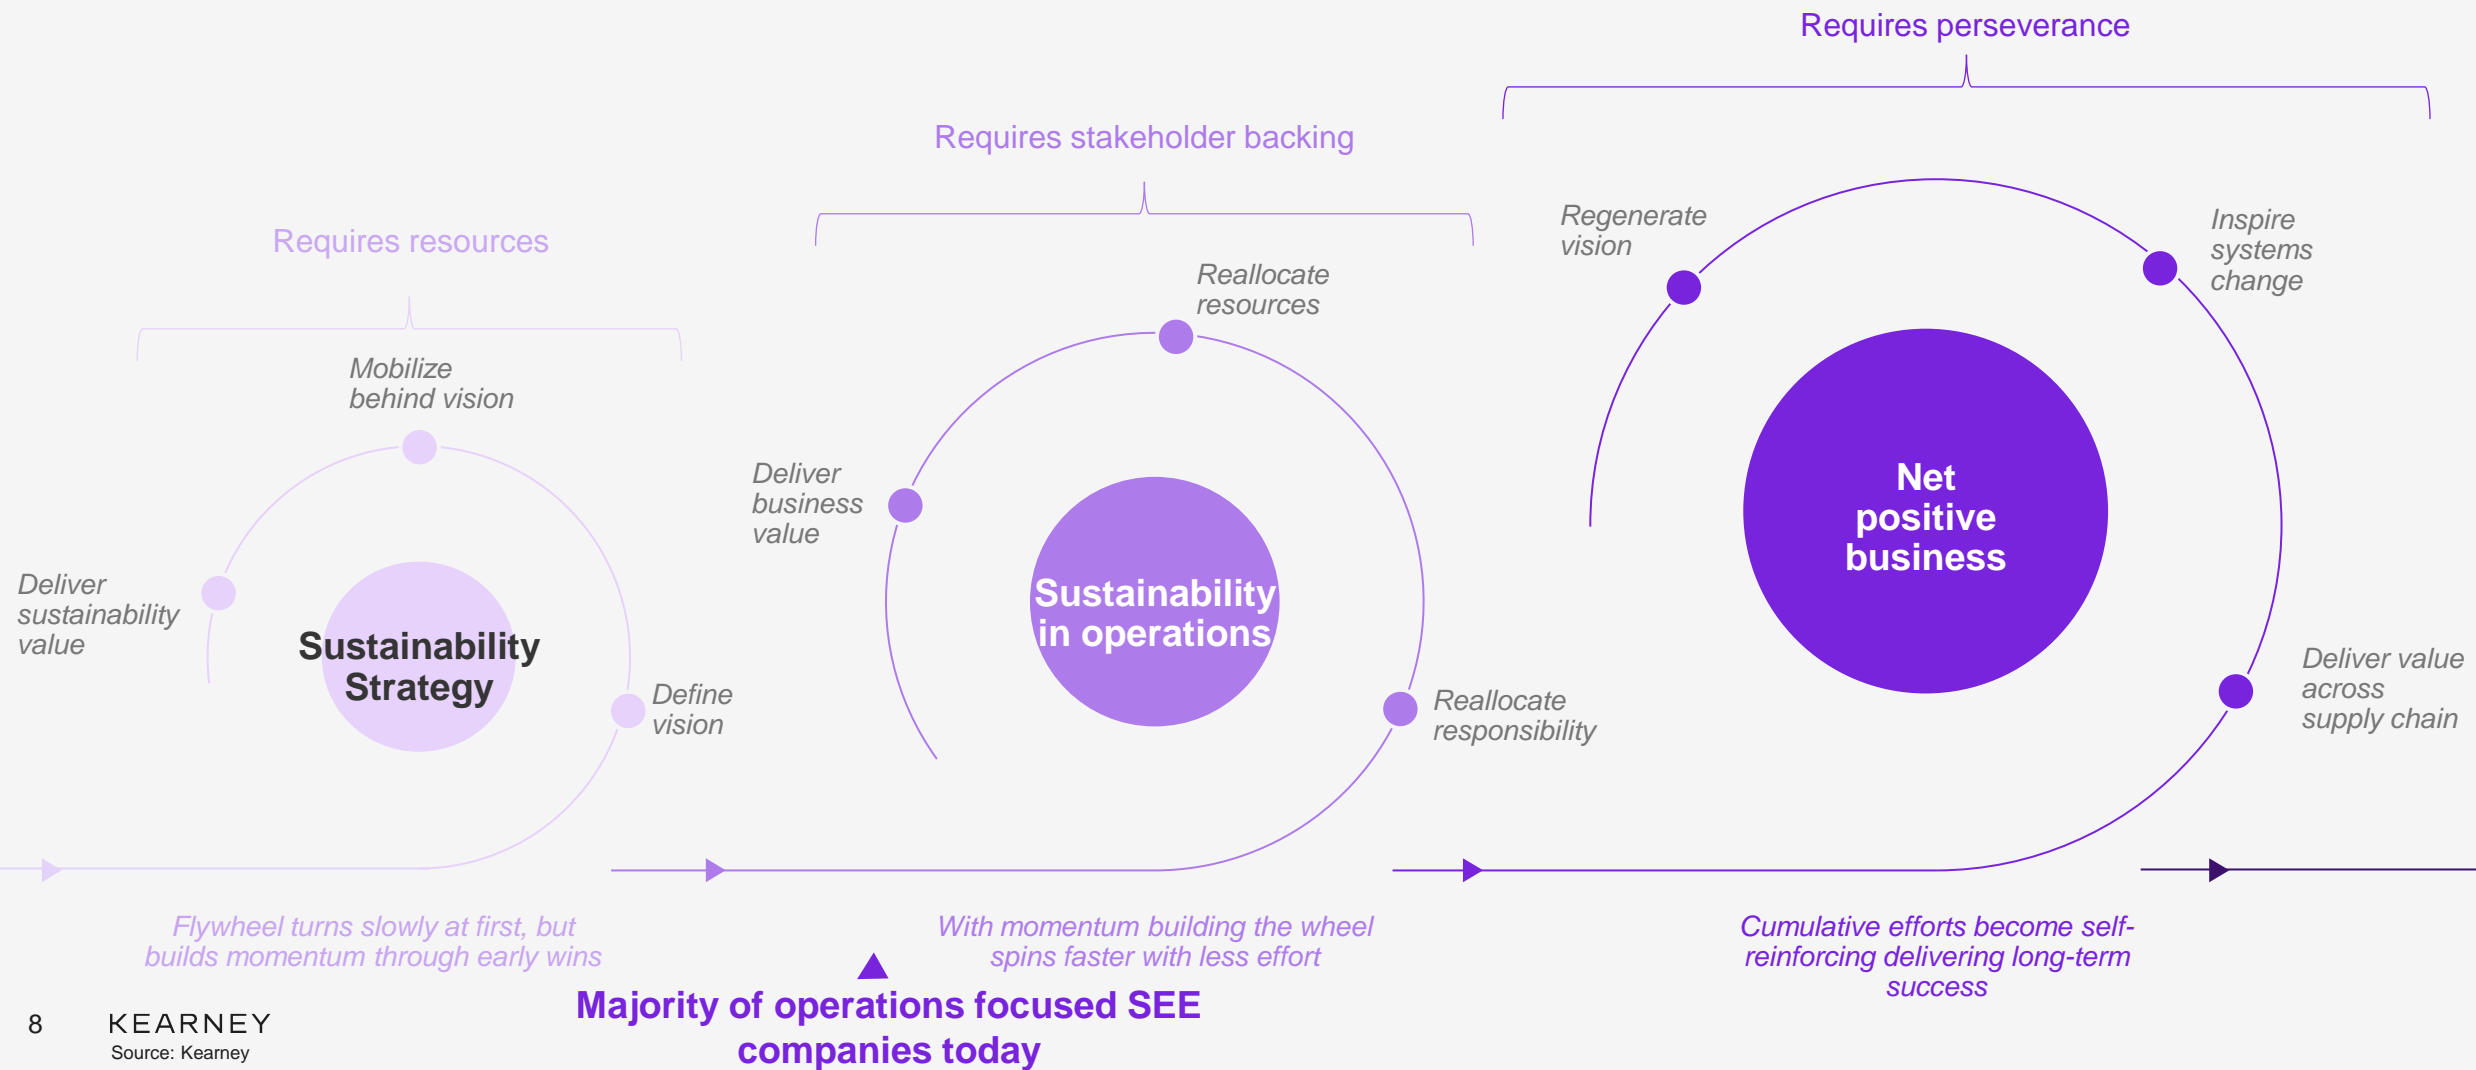 Requires resources
Mobilize
behind vision
Deliver
sustainability
value
Sustainability
Strategy
Define
vision
Flywheel turns slowly at first, but
builds momentum through early wins
Requires stakeholder backing
Reallocate
resources
Deliver
business
value
Sustainability
in operations
Reallocate
responsibility
With momentum building the wheel
spins faster with less effort
Requires perseverance
Regenerate
vision
Inspire
systems
change
Net
positive
business
Deliver value
across
supply chain
Cumulative efforts become self-
reinforcing delivering long-term
success
Majority of operations focused SEE
companies today
8
KEARNEY
Source: Kearney